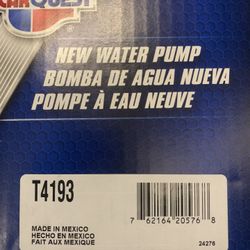 CARQUEST
NEW WATER PUMP
BOMBA DE AGUA NUEVA
POMPE À EAU NEUVE
T4193
7 62164 20576 8
MADE IN MEXICO
HECHO EN MEXICO
FAIT AUX MEXIQUE
24276